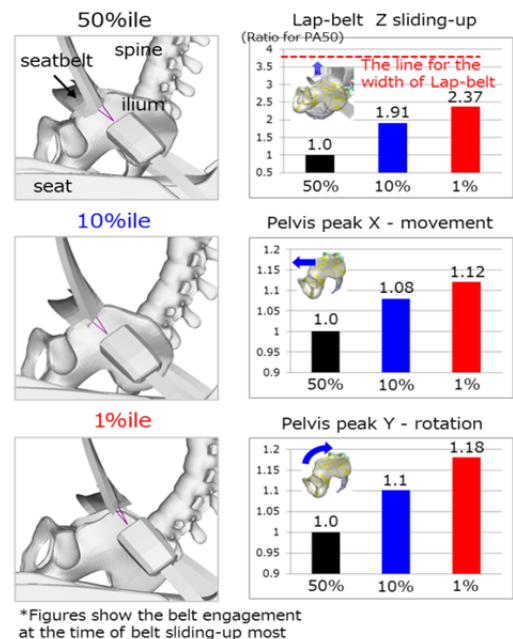 50%ile
seatbelt
spine
ilium
seat
Lap-belt Z sliding-up
(Ratio for PA50)
The line for the
width of Lap-belt
4
3.5
3
2.5
2
1.5
1
0.5
1.0
1.91
2.37
50%
10%
1%
10%ile
Pelvis peak X - movement
1.2
1.15
1.1
1.05
1
0.95
0.9
1.0
1.08
1.12
50%
10%
1%
1%ile
Pelvis peak Y - rotation
1.2
1.15
1.1
1.05
1
0.95
0.9
1.0
1.1
1.18
50%
10%
1%
*Figures show the belt engagement
at the time of belt sliding-up most